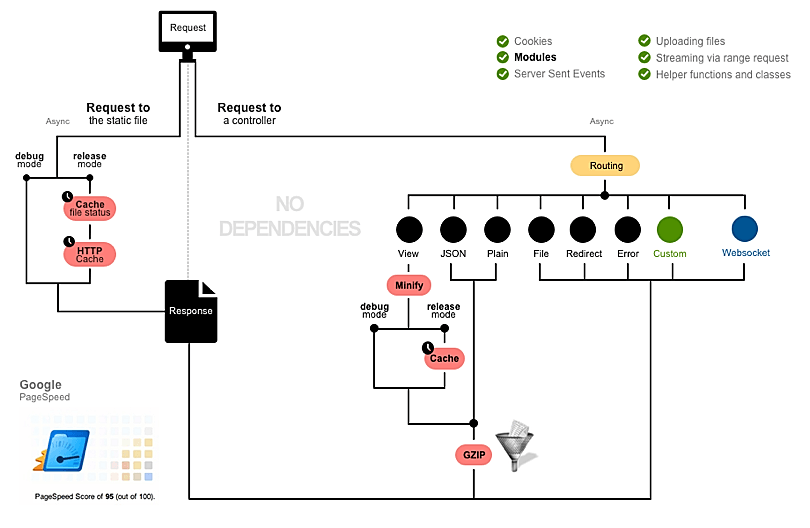 Request
Cookies
Modules
Server Sent Events
Uploading files
Streaming via range request
Helper functions and classes
Request to
the static file
Request to
a controller
Async
Async
debug
mode
release
mode
Routing
Cache
file status
HTTP
Cache
NO
DEPENDENCIES
View
JSON
Plain
File
Redirect
Error
Custom
Websocket
Minify
Response
debug
mode
release
mode
Cache
Google
PageSpeed
GZIP
PageSpeed Score of 95 (out of 100).